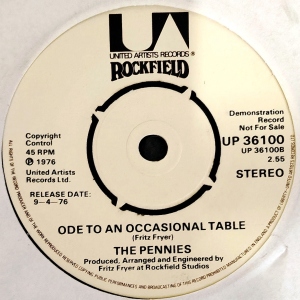 UNITED ARTISTS RECORDS®
ROCKFIELD
Copyright
Control
45 RPM
℗ 1976
United Artists
Records Ltd.
Demonstration
Record
Not For Sale
UP 36100
UP 36100B
2.55
STEREO
RELEASE DATE:
9-4-76
ODE TO AN OCCASIONAL TABLE
(Fritz Fryer)
THE PENNIES
Produced, Arranged and Engineered by
Fritz Fryer at Rockfield Studios